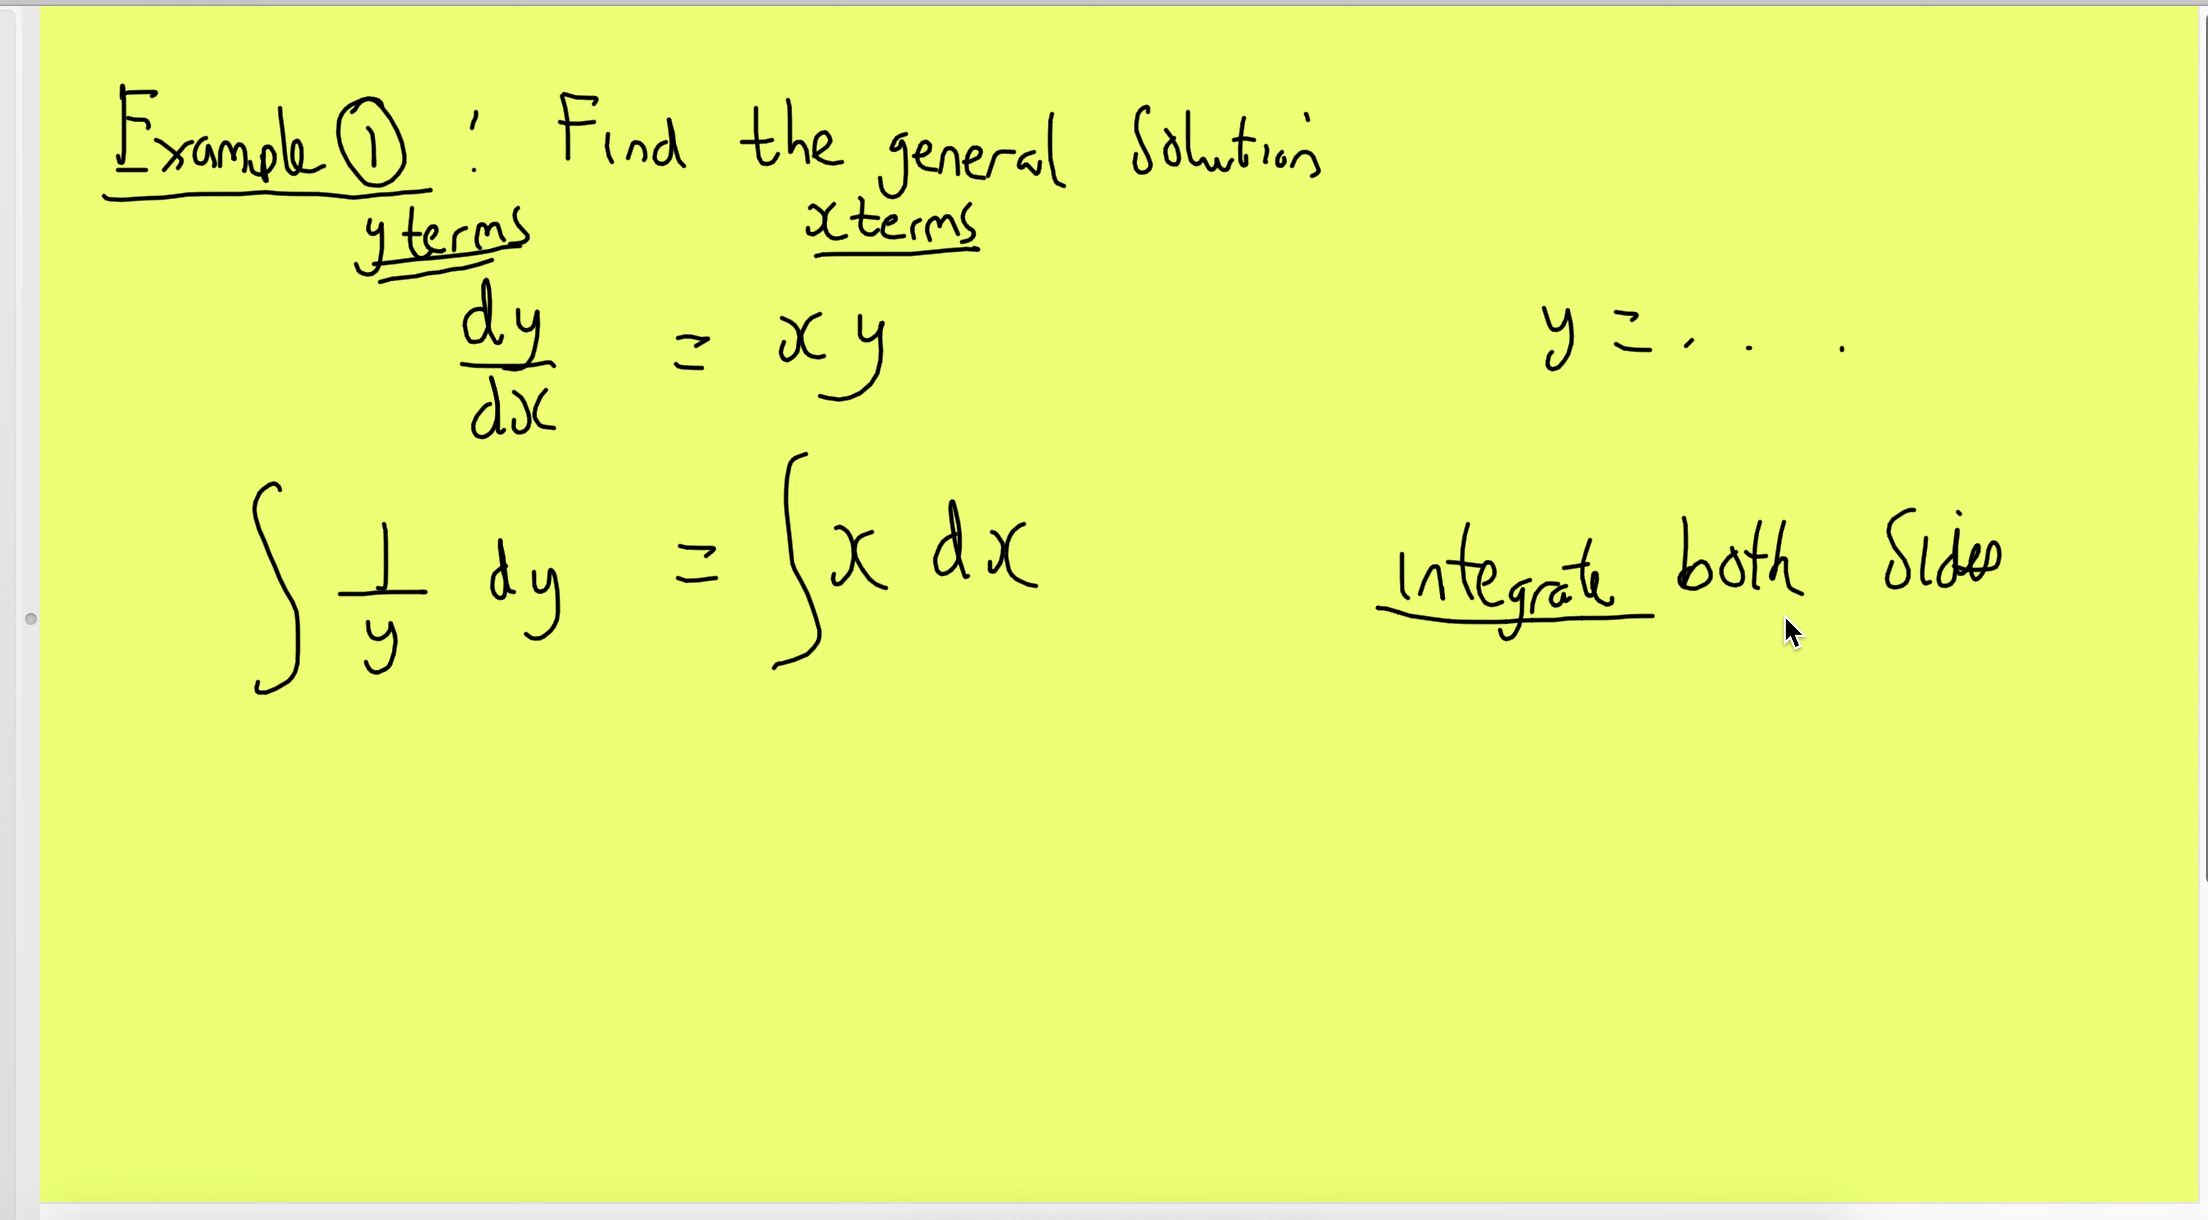 Example ① : Find the general solution
y terms x terms
dy/dx = xy y = . . .
∫ 1/y dy = ∫ x dx integrate both sides